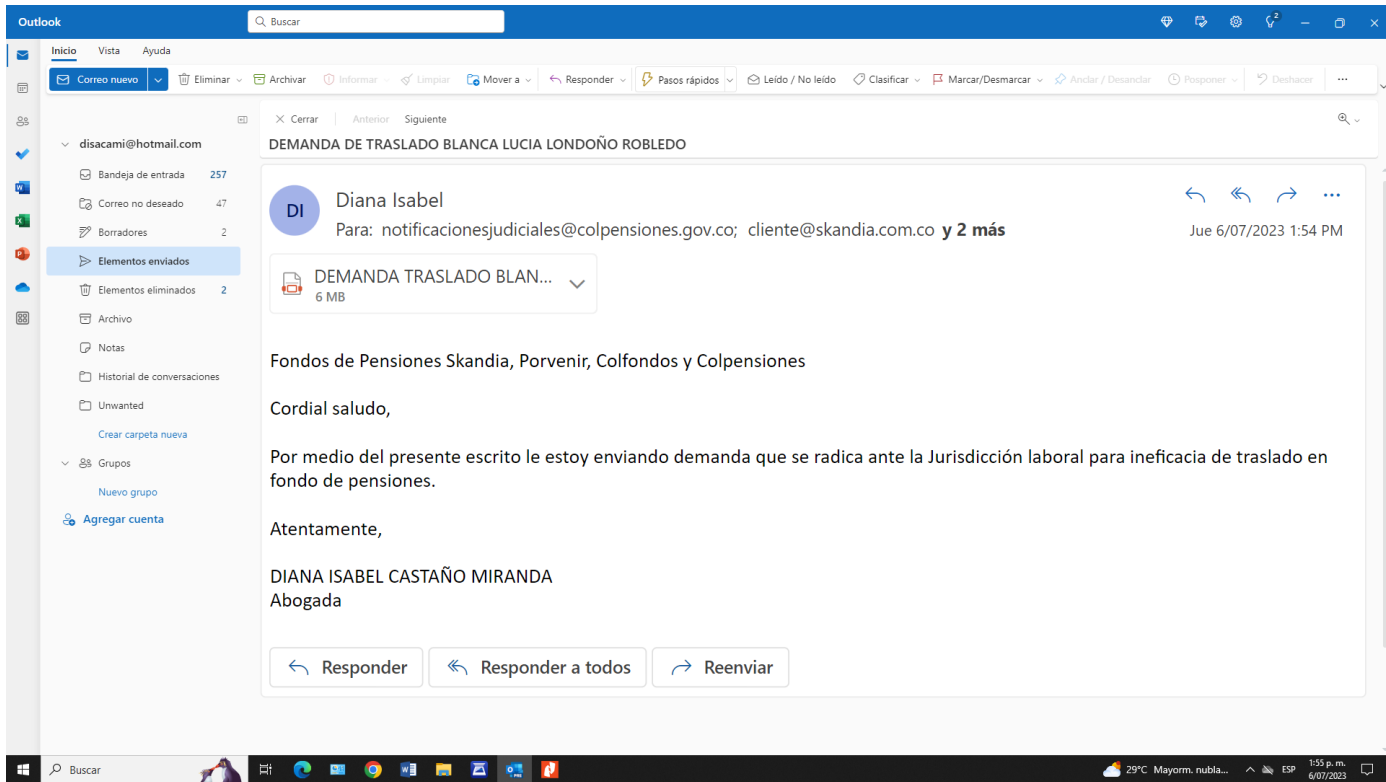 Outlook
Buscar
2
Inicio Vista Ayuda
Correo nuevo Eliminar Archivar Informar Limpiar Mover a Responder Pasos rápidos Leído / No leído Clasificar Marcar/Desmarcar Anclar / Desanclar Posponer Deshacer ...
Cerrar Anterior Siguiente
DEMANDA DE TRASLADO BLANCA LUCIA LONDOÑO ROBLEDO
disacami@hotmail.com
Bandeja de entrada 257
Correo no deseado 47
Borradores 2
Elementos enviados
Elementos eliminados 2
Archivo
Notas
Historial de conversaciones
Unwanted
Crear carpeta nueva
Grupos
Nuevo grupo
Agregar cuenta
DI
Diana Isabel
Para: notificacionesjudiciales@colpensiones.gov.co; cliente@skandia.com.co y 2 más
Jue 6/07/2023 1:54 PM
DEMANDA TRASLADO BLAN...
6 MB
Fondos de Pensiones Skandia, Porvenir, Colfondos y Colpensiones
Cordial saludo,
Por medio del presente escrito le estoy enviando demanda que se radica ante la Jurisdicción laboral para ineficacia de traslado en
fondo de pensiones.
Atentamente,
DIANA ISABEL CASTAÑO MIRANDA
Abogada
Responder Responder a todos Reenviar
Buscar
29°C Mayorm. nubla... ESP
1:55 p. m.
6/07/2023